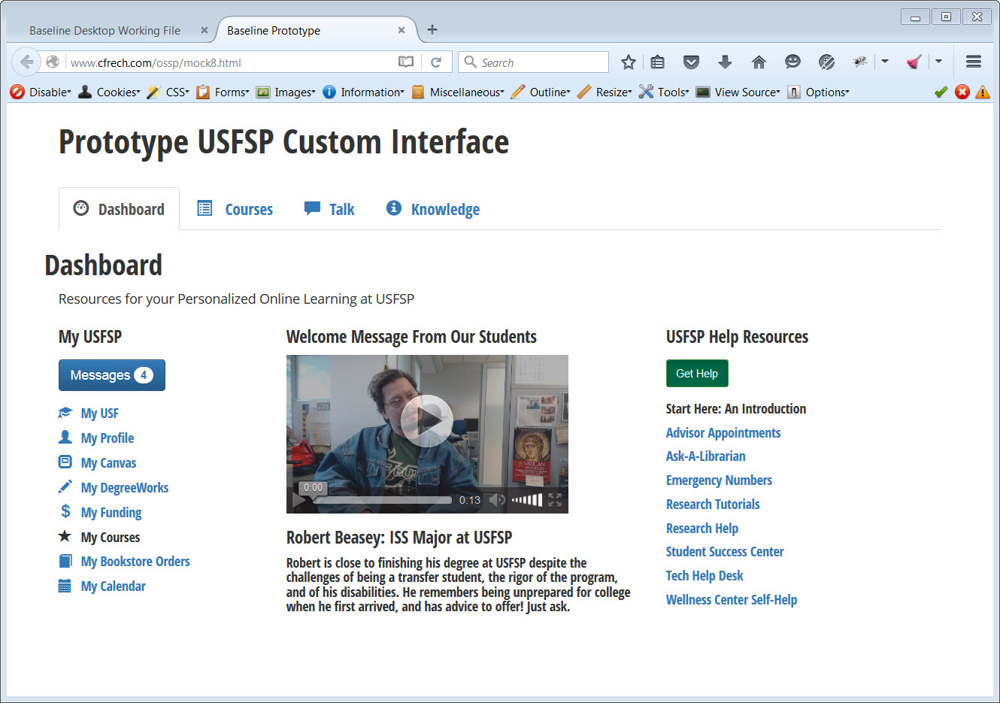 Baseline Desktop Working File
Baseline Prototype
www.cfrech.com/ossp/mock8.html
Search
Disable Cookies CSS Forms Images Information Miscellaneous Outline Resize Tools View Source Options
Prototype USFSP Custom Interface
Dashboard Courses Talk Knowledge
Dashboard
Resources for your Personalized Online Learning at USFSP
My USFSP
Messages 4
My USF
My Profile
My Canvas
My DegreeWorks
My Funding
My Courses
My Bookstore Orders
My Calendar
Welcome Message From Our Students
VATICAN
0:00
0:13
Robert Beasey: ISS Major at USFSP
Robert is close to finishing his degree at USFSP despite the
challenges of being a transfer student, the rigor of the program,
and of his disabilities. He remembers being unprepared for college
when he first arrived, and has advice to offer! Just ask.
USFSP Help Resources
Get Help
Start Here: An Introduction
Advisor Appointments
Ask-A-Librarian
Emergency Numbers
Research Tutorials
Research Help
Student Success Center
Tech Help Desk
Wellness Center Self-Help